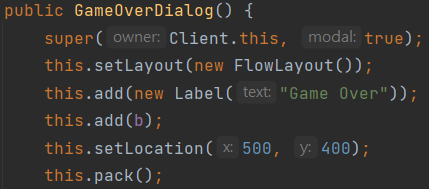 public GameOverDialog() {
super( owner: Client.this, modal: true);
this.setLayout(new FlowLayout());
this.add(new Label( text: "Game Over"));
this.add(b);
this.setLocation( x: 500, y: 400);
this.pack();